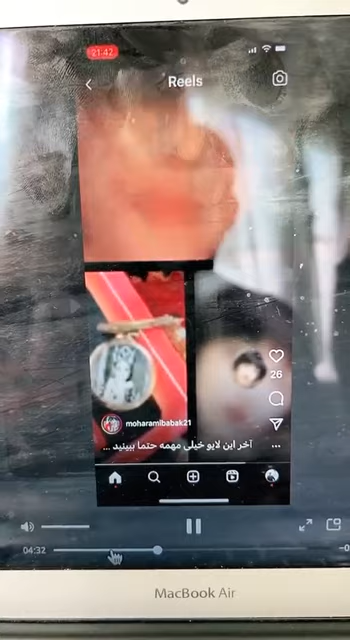 21:42
Reels
26
moharamibabak21
آخر این لایو خیلی مهمه حتما ببینید ...
04:32
MacBook Air